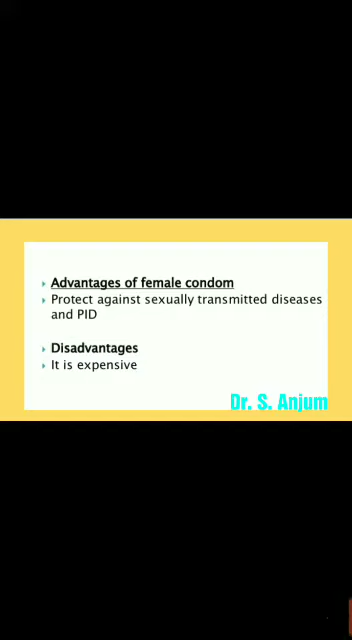 Advantages of female condom
Protect against sexually transmitted diseases
and PID
Disadvantages
It is expensive
Dr. S. Anjum